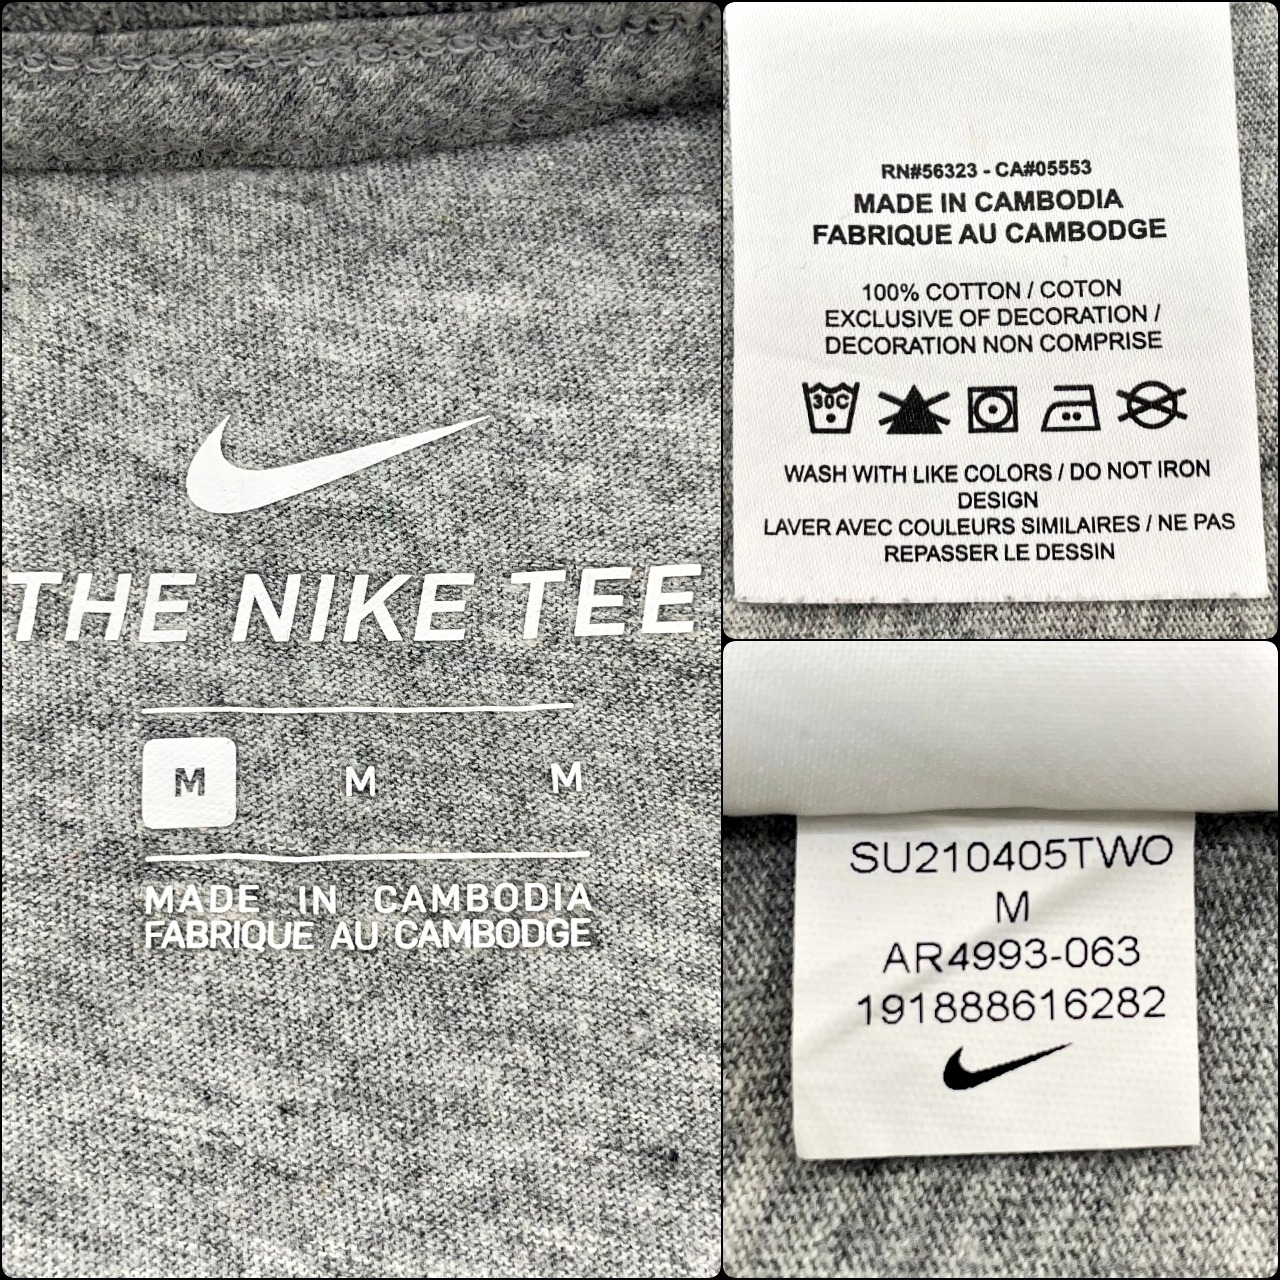 THE NIKE TEE
M M M
MADE IN CAMBODIA
FABRIQUE AU CAMBODGE
RN#56323 - CA#05553
MADE IN CAMBODIA
FABRIQUE AU CAMBODGE
100% COTTON / COTON
EXCLUSIVE OF DECORATION /
DECORATION NON COMPRISE
30C
WASH WITH LIKE COLORS / DO NOT IRON
DESIGN
LAVER AVEC COULEURS SIMILAIRES / NE PAS
REPASSER LE DESSIN
SU210405TWO
M
AR4993-063
191888616282